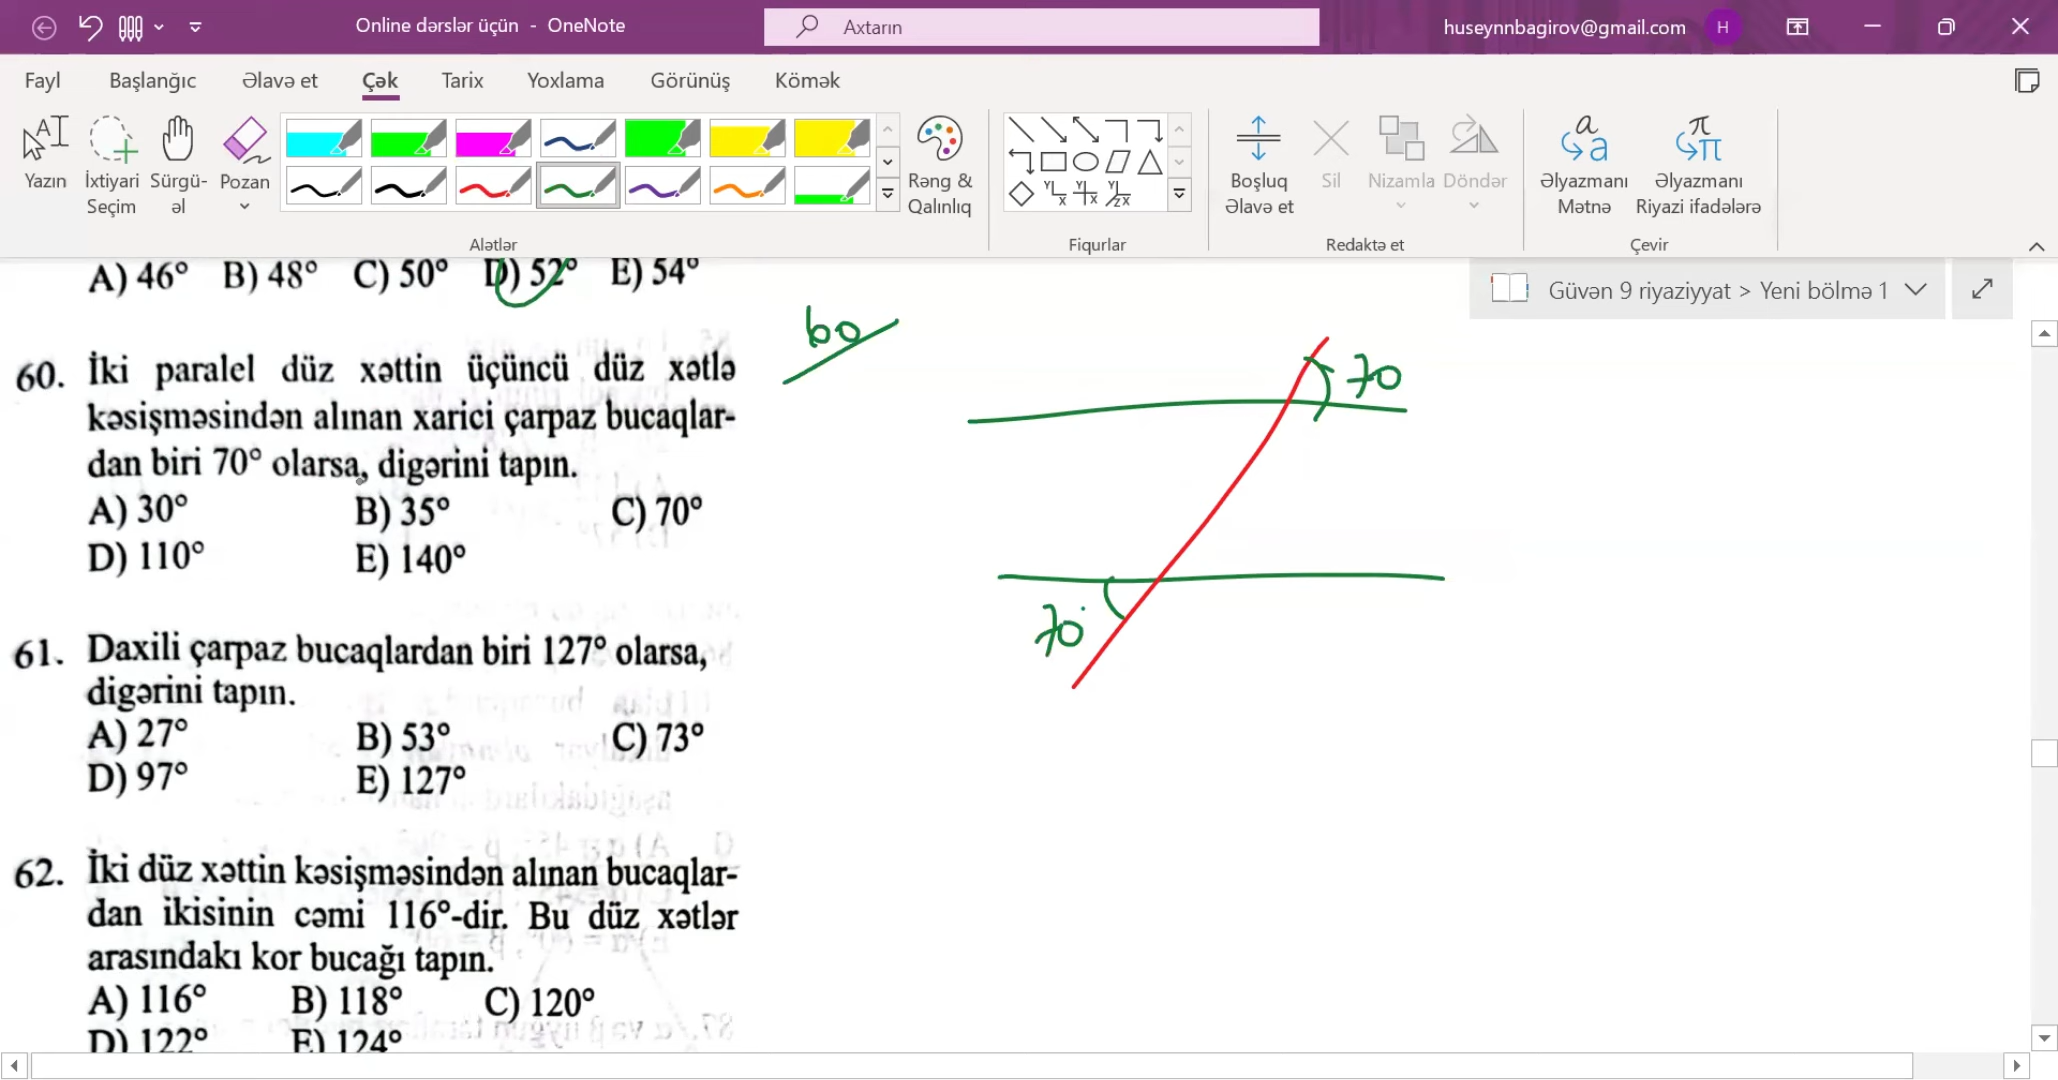 Online dərslər üçün - OneNote
Axtarın
huseynnbagirov@gmail.com
H
Fayl Başlanğıc Əlavə et Çək Tarix Yoxlama Görünüş Kömək
Yazın
İxtiyari Seçim
Sürgü-əl
Pozan
Rəng & Qalınlıq
Boşluq Əlavə et
Sil
Nizamla
Döndər
Əlyazmanı Mətnə
Əlyazmanı Riyazi ifadələrə
Alətlər
Fiqurlar
Redaktə et
Çevir
Güvən 9 riyaziyyat > Yeni bölmə 1
A) 46° B) 48° C) 50° D) 52° E) 54°
60. İki paralel düz xəttin üçüncü düz xətlə
kəsişməsindən alınan xarici çarpaz bucaqlar-
dan biri 70° olarsa, digərini tapın.
A) 30° B) 35° C) 70°
D) 110° E) 140°
61. Daxili çarpaz bucaqlardan biri 127° olarsa,
digərini tapın.
A) 27° B) 53° C) 73°
D) 97° E) 127°
62. İki düz xəttin kəsişməsindən alınan bucaqlar-
dan ikisinin cəmi 116°-dir. Bu düz xətlər
arasındakı kor bucağı tapın.
A) 116° B) 118° C) 120°
D) 122° E) 124°
60
70
70°